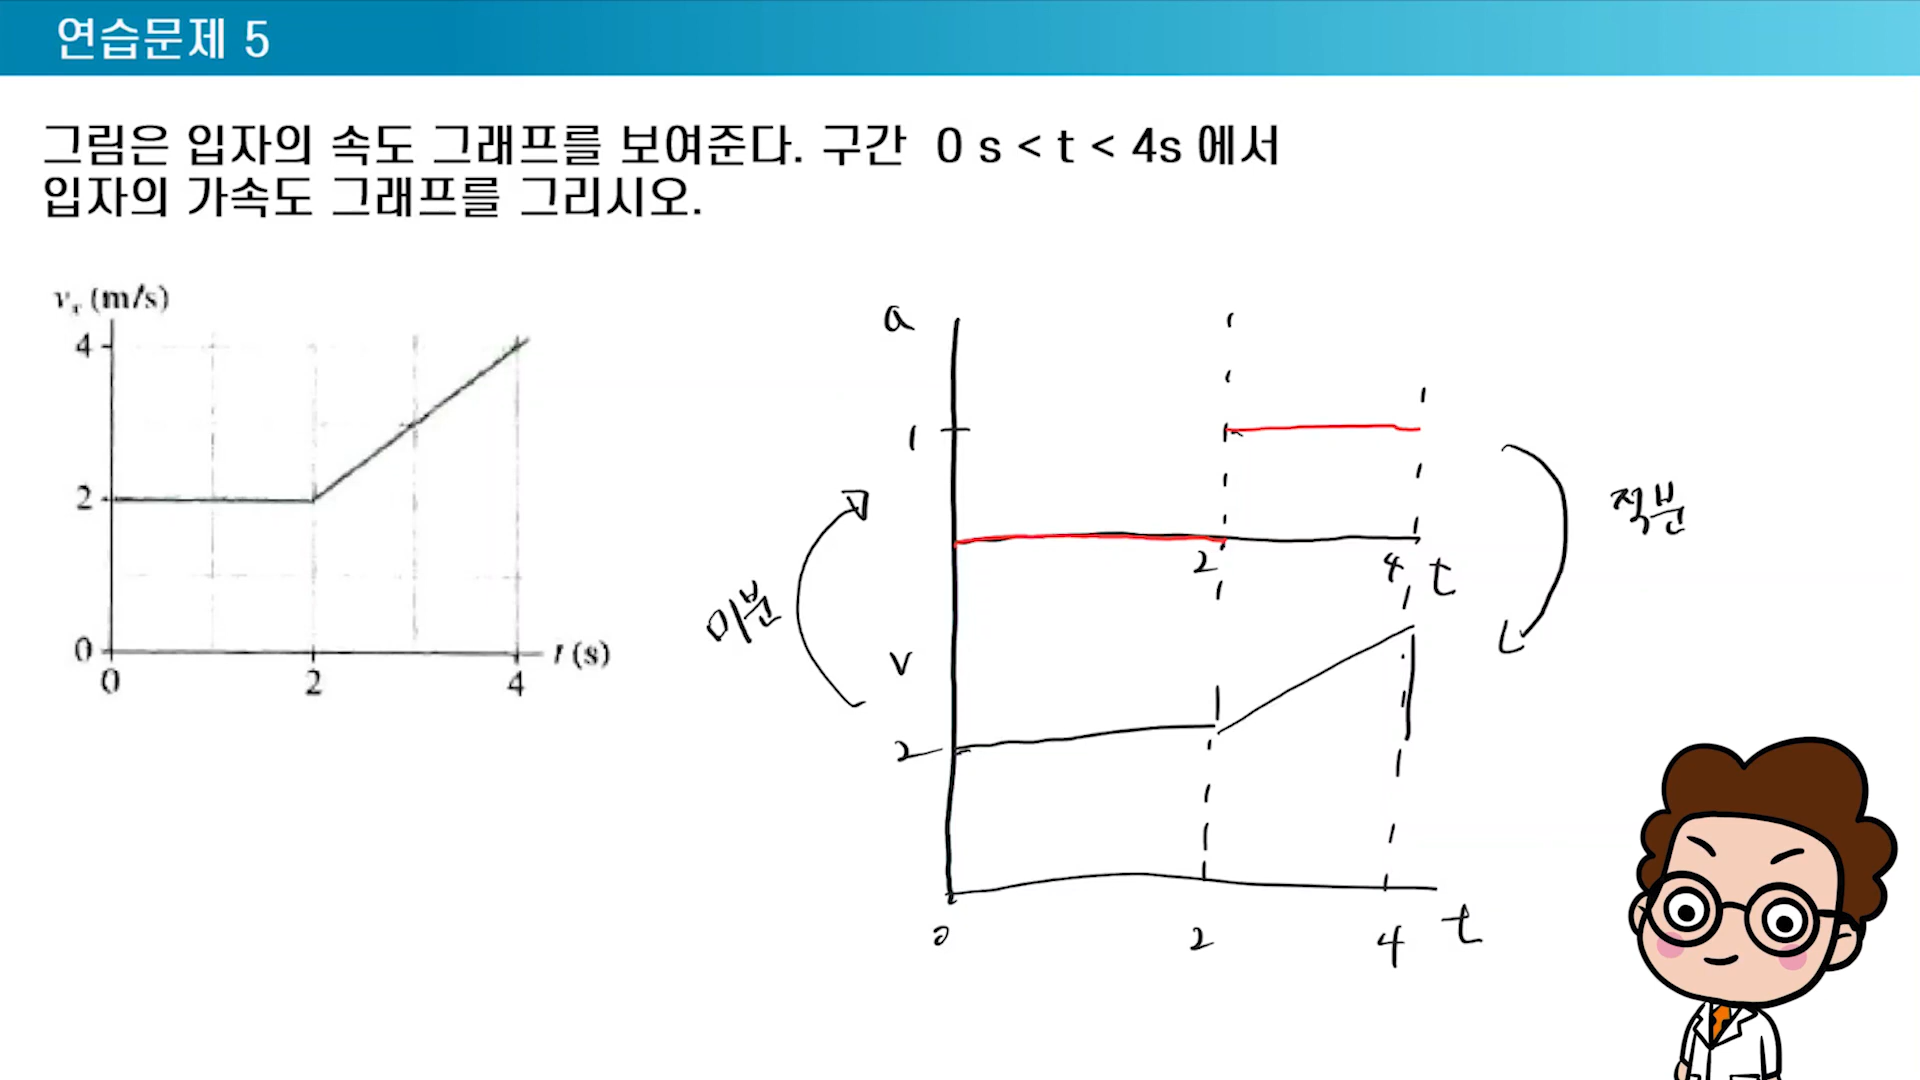 연습문제 5
그림은 입자의 속도 그래프를 보여준다. 구간 0 s < t < 4s 에서
입자의 가속도 그래프를 그리시오.
vₓ (m/s)
4
2
0
0 2 4
t (s)
a
1
2 4 t
적분
미분
v
2
0 2 4 t